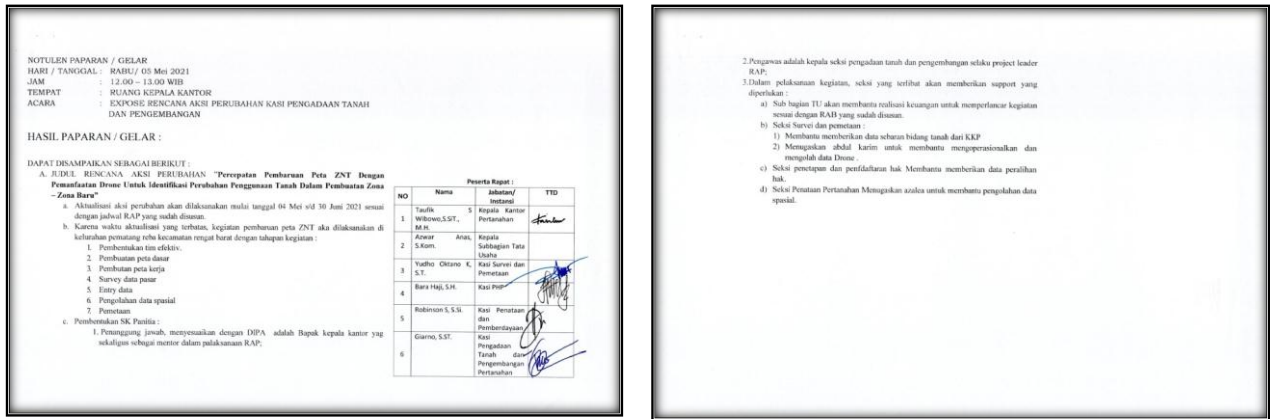 NOTULEN PAPARAN / GELAR
HARI / TANGGAL : RABU/ 05 Mei 2021
JAM : 12.00 – 13.00 WIB
TEMPAT : RUANG KEPALA KANTOR
ACARA : EXPOSE RENCANA AKSI PERUBAHAN KASI PENGADAAN TANAH
DAN PENGEMBANGAN
HASIL PAPARAN / GELAR :
DAPAT DISAMPAIKAN SEBAGAI BERIKUT :
A. JUDUL RENCANA AKSI PERUBAHAN "Percepatan Pembaruan Peta ZNT Dengan
Pemanfaatan Drone Untuk Identifikasi Perubahan Penggunaan Tanah Dalam Pembuatan Zona
– Zona Baru"
a. Aktualisasi aksi perubahan akan dilaksanakan mulai tanggal 04 Mei s/d 30 Juni 2021 sesuai
dengan jadwal RAP yang sudah disusun.
b. Karena waktu aktualisasi yang terbatas, kegiatan pembaruan peta ZNT aka dilaksanakan di
kelurahan pematang reba kecamatan rengat barat dengan tahapan kegiatan :
1. Pembentukan tim efektiv.
2. Pembuatan peta dasar
3. Pembutan peta kerja
4. Survey data pasar
5. Entry data
6. Pengolahan data spasial
7. Pemetaan
c. Pembentukan SK Panitia :
1. Penanggung jawab, menyesuaikan dengan DIPA adalah Bapak kepala kantor yag
sekaligus sebagai mentor dalam palaksanaan RAP;
Peserta Rapat :
NO Nama Jabatan/ TTD
Instansi
1 Taufik S Kepala Kantor
Wibowo,S.SiT., Pertanahan
M.H.
2 Azwar Anas, Kepala
S.Kom. Subbagian Tata
Usaha
3 Yudho Oktano K, Kasi Survei dan
S.T. Pemetaan
4 Bara Haji, S.H. Kasi PHP
5 Robinson S, S.Si. Kasi Penataan
dan
Pemberdayaan
6 Giarno, S.ST. Kasi
Pengadaan
Tanah dan
Pengembangan
Pertanahan
2.Pengawas adalah kepala seksi pengadaan tanah dan pengembangan selaku project leader
RAP;
3.Dalam pelaksanaan kegiatan, seksi yang terlibat akan memberikan support yang
diperlukan :
a) Sub bagian TU akan membantu realisasi keuangan untuk memperlancar kegiatan
sesuai dengan RAB yang sudah disusun.
b) Seksi Survei dan pemetaan :
1) Membantu memberikan data sebaran bidang tanah dari KKP
2) Menugaskan abdul karim untuk membantu mengoperasionalkan dan
mengolah data Drone .
c) Seksi penetapan dan penfdaftaran hak Membantu memberikan data peralihan
hak.
d) Seksi Penataan Pertanahan Menugaskan azalea untuk membantu pengolahan data
spasial.